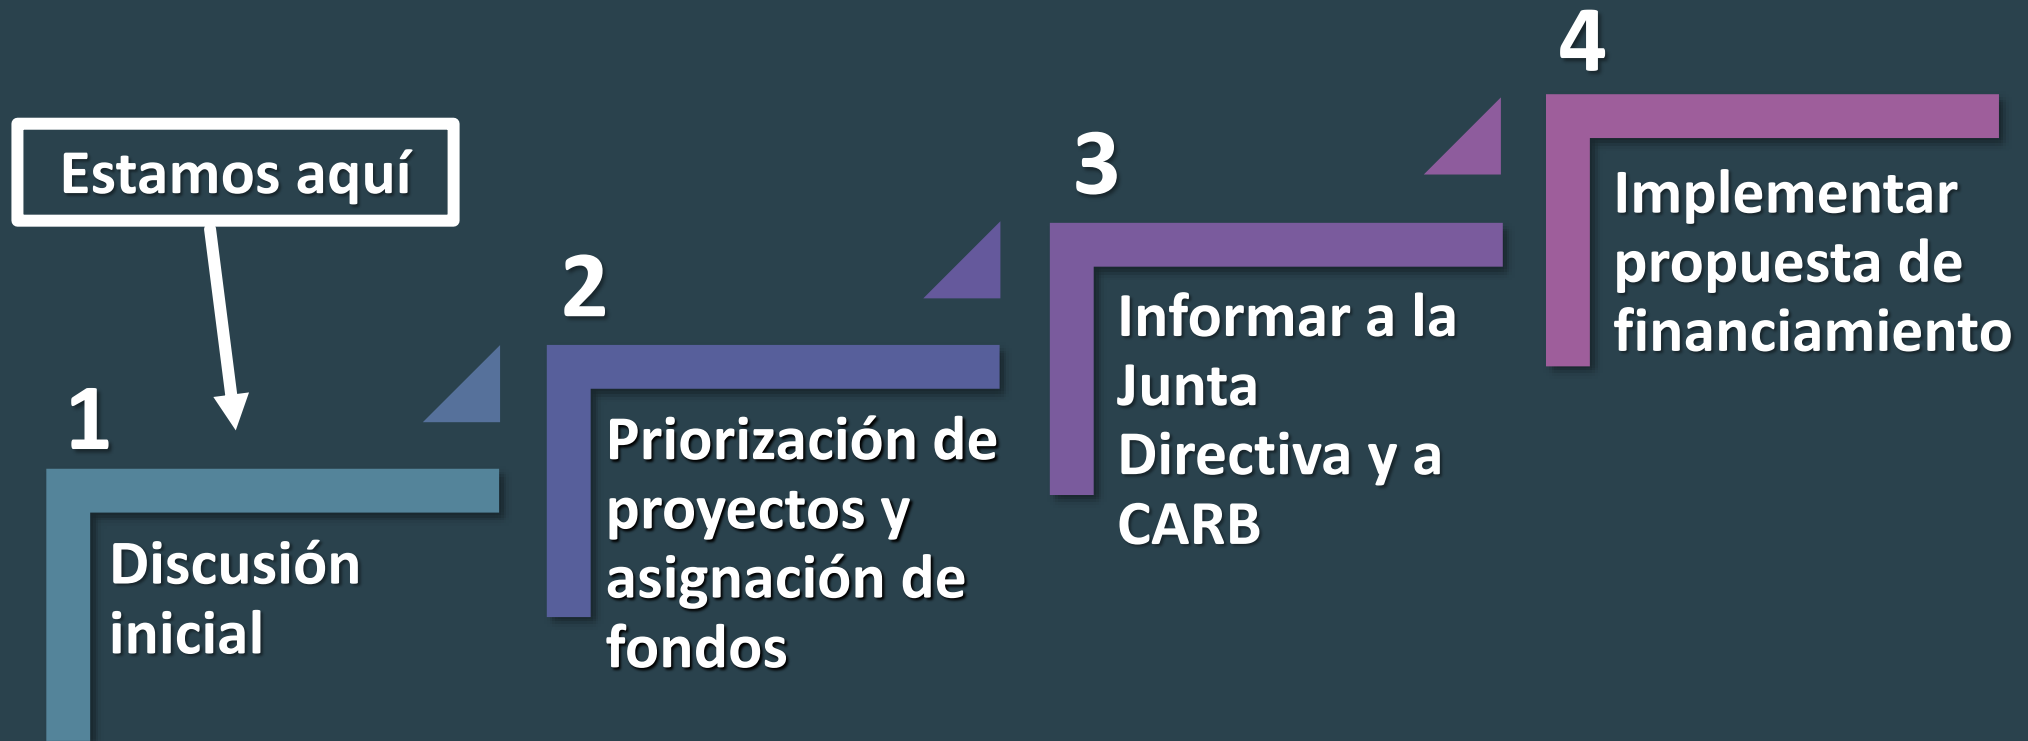 Estamos aquí
1
Discusión
inicial
2
Priorización de
proyectos y
asignación de
fondos
3
Informar a la
Junta
Directiva y a
CARB
4
Implementar
propuesta de
financiamiento